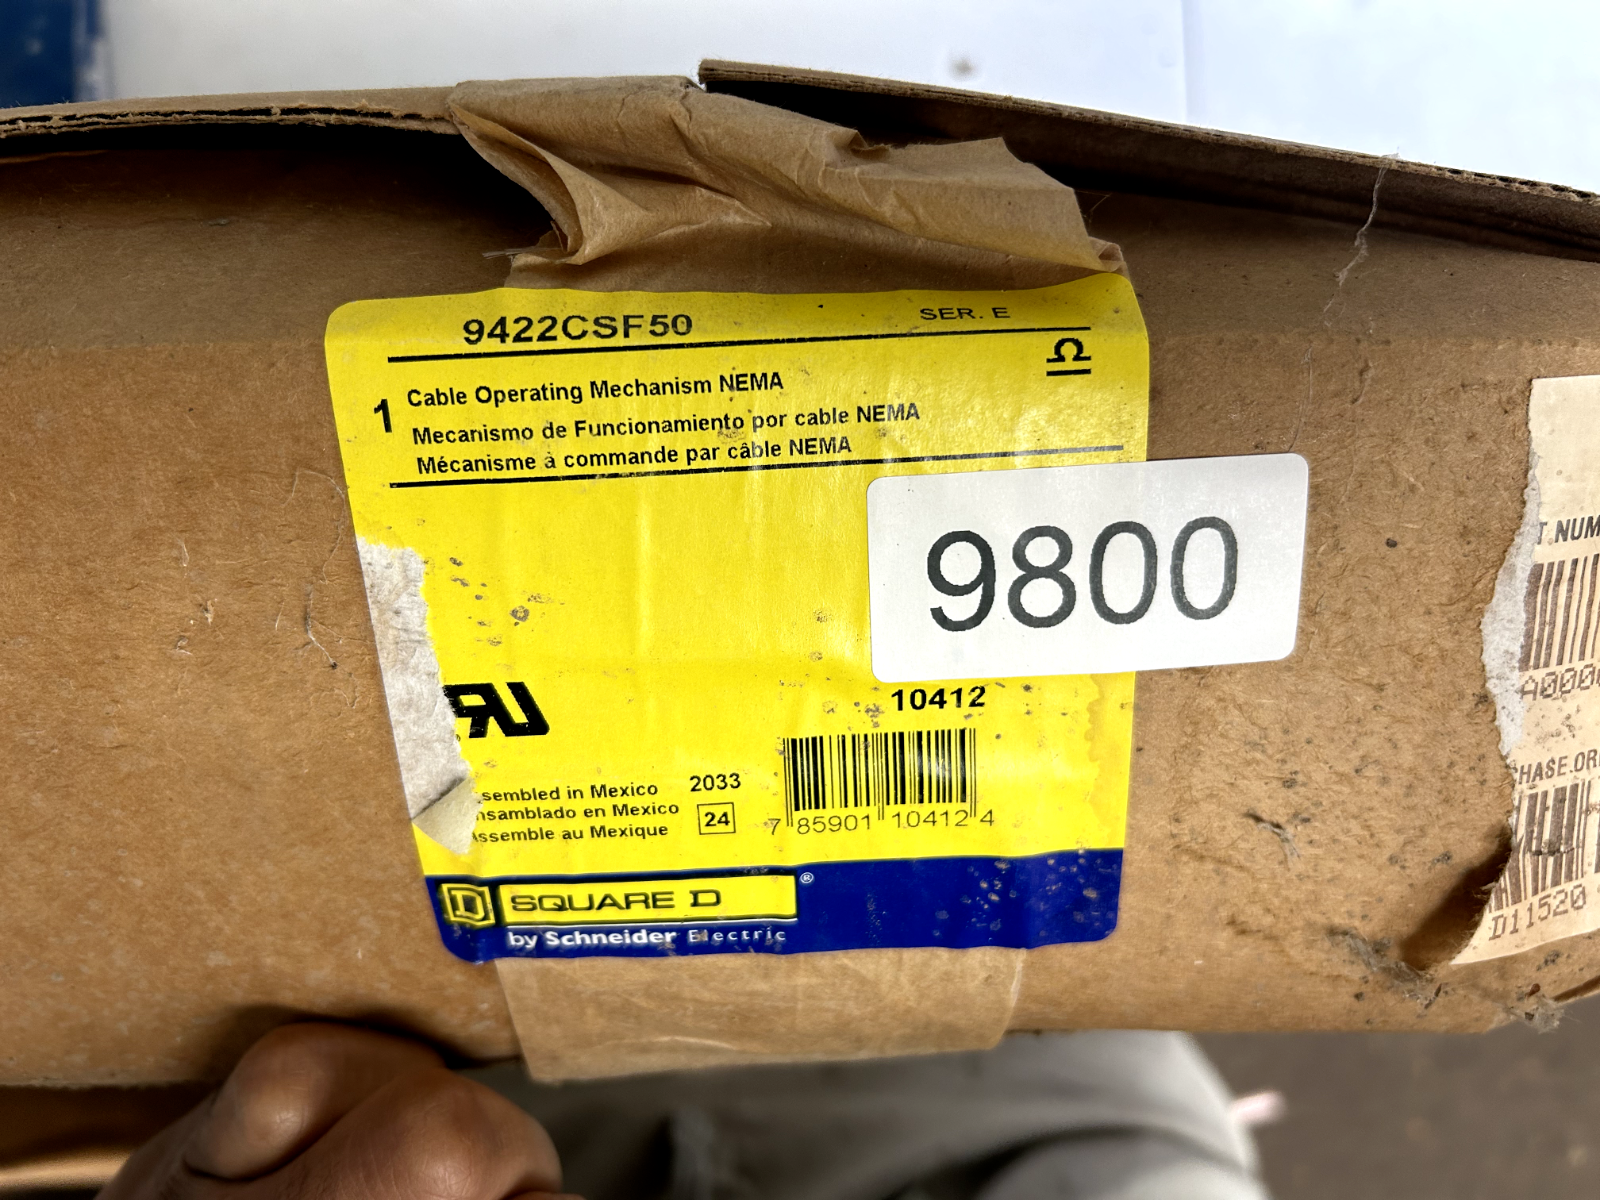 9422CSF50
SER. E
1
Cable Operating Mechanism NEMA
Mecanismo de Funcionamiento por cable NEMA
Mécanisme à commande par câble NEMA
9800
10412
sembled in Mexico
nsamblado en Mexico
ssemble au Mexique
2033
24
7 85901 10412 4
SQUARE D ®
by Schneider Electric
T NUM
A000
CHASE.OR
D11520